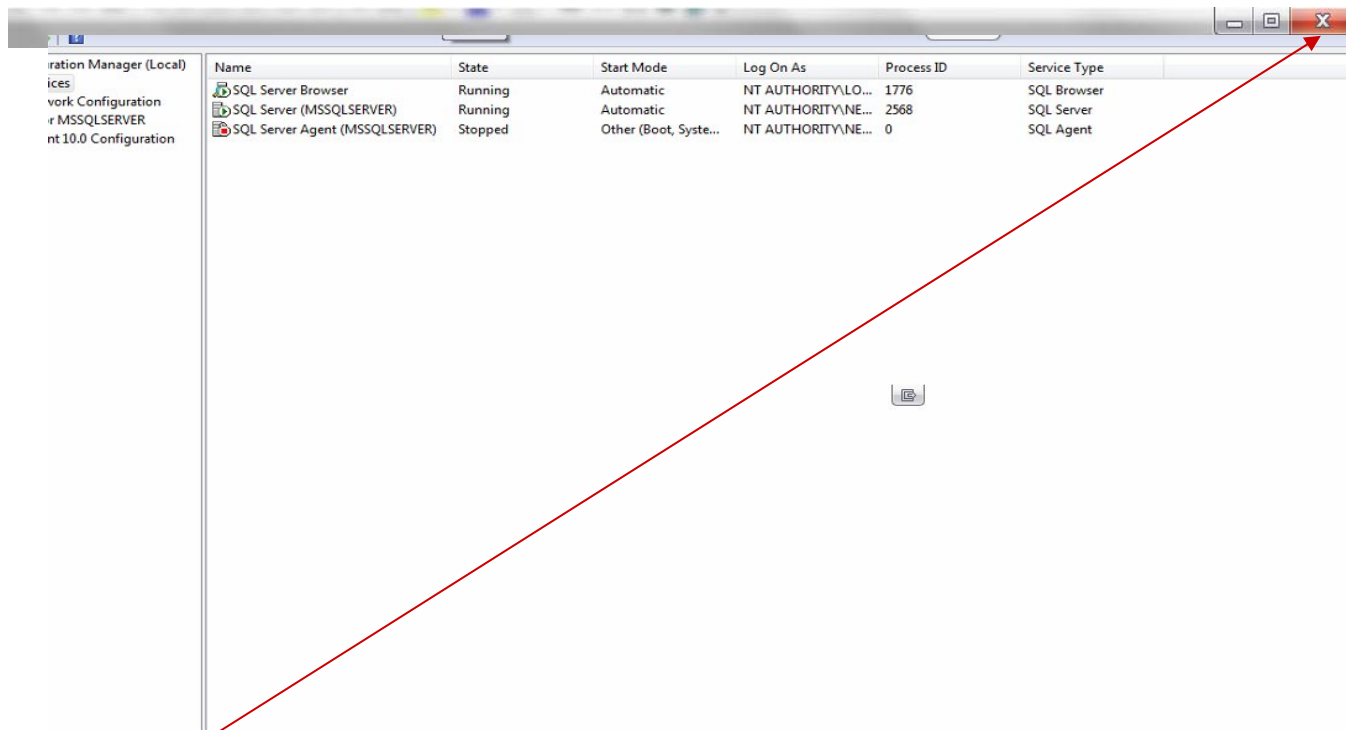 ration Manager (Local)
ices
work Configuration
r MSSQLSERVER
nt 10.0 Configuration
Name State Start Mode Log On As Process ID Service Type
SQL Server Browser Running Automatic NT AUTHORITY\LO... 1776 SQL Browser
SQL Server (MSSQLSERVER) Running Automatic NT AUTHORITY\NE... 2568 SQL Server
SQL Server Agent (MSSQLSERVER) Stopped Other (Boot, Syste... NT AUTHORITY\NE... 0 SQL Agent